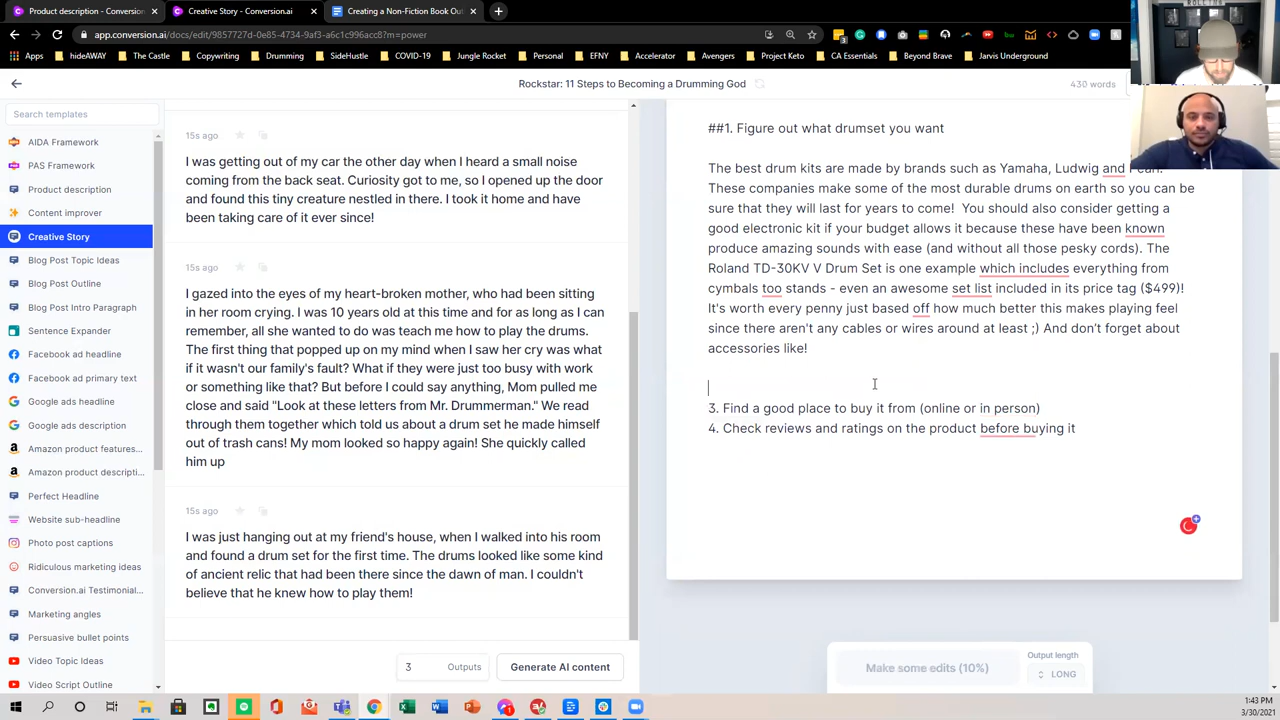 Product description - Conversion
Creative Story - Conversion.ai
Creating a Non-Fiction Book Out
app.conversion.ai/docs/edit/9857727d-0e85-4734-9af3-a6c1c996acc8?m=power
Apps
hideAWAY
The Castle
Copywriting
Drumming
SideHustle
COVID-19
Jungle Rocket
Personal
EFNY
Accelerator
Avengers
Project Keto
CA Essentials
Beyond Brave
Jarvis Underground
Rockstar: 11 Steps to Becoming a Drumming God
430 words
Search templates
AIDA Framework
PAS Framework
Product description
Content improver
Creative Story
Blog Post Topic Ideas
Blog Post Outline
Blog Post Intro Paragraph
Sentence Expander
Facebook ad headline
Facebook ad primary text
Google ads headline
Google ads description
Amazon product features...
Amazon product descripti...
Perfect Headline
Website sub-headline
Photo post captions
Ridiculous marketing ideas
Conversion.ai Testimonial...
Marketing angles
Persuasive bullet points
Video Topic Ideas
Video Script Outline
15s ago
I was getting out of my car the other day when I heard a small noise
coming from the back seat. Curiosity got to me, so I opened up the door
and found this tiny creature nestled in there. I took it home and have
been taking care of it ever since!
15s ago
I gazed into the eyes of my heart-broken mother, who had been sitting
in her room crying. I was 10 years old at this time and for as long as I can
remember, all she wanted to do was teach me how to play the drums.
The first thing that popped up on my mind when I saw her cry was what
if it wasn't our family's fault? What if they were just too busy with work
or something like that? But before I could say anything, Mom pulled me
close and said "Look at these letters from Mr. Drummerman." We read
through them together which told us about a drum set he made himself
out of trash cans! My mom looked so happy again! She quickly called
him up
15s ago
I was just hanging out at my friend's house, when I walked into his room
and found a drum set for the first time. The drums looked like some kind
of ancient relic that had been there since the dawn of man. I couldn't
believe that he knew how to play them!
3 Outputs
Generate AI content
##1. Figure out what drumset you want
The best drum kits are made by brands such as Yamaha, Ludwig and
These companies make some of the most durable drums on earth so you can be
sure that they will last for years to come! You should also consider getting a
good electronic kit if your budget allows it because these have been known
produce amazing sounds with ease (and without all those pesky cords). The
Roland TD-30KV V Drum Set is one example which includes everything from
cymbals too stands - even an awesome set list included in its price tag ($499)!
It's worth every penny just based off how much better this makes playing feel
since there aren't any cables or wires around at least ;) And don't forget about
accessories like!
3. Find a good place to buy it from (online or in person)
4. Check reviews and ratings on the product before buying it
Make some edits (10%)
Output length
LONG
1:43 PM
3/30/2021